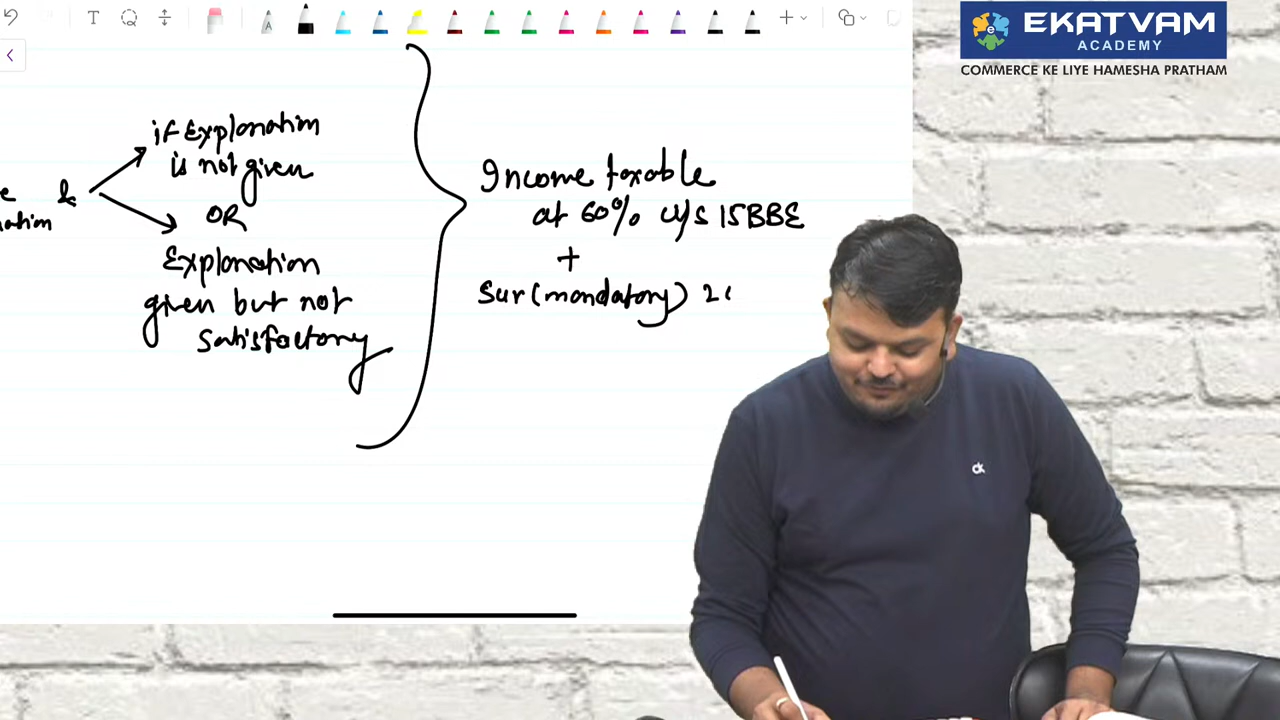 EKATVAM
ACADEMY
COMMERCE KE LIYE HAMESHA PRATHAM
if Explanation
is not given
OR
Explanation
given but not
satisfactory
&
Income taxable
at 60% u/s 115BBE
+
Sur (mandatory) 2